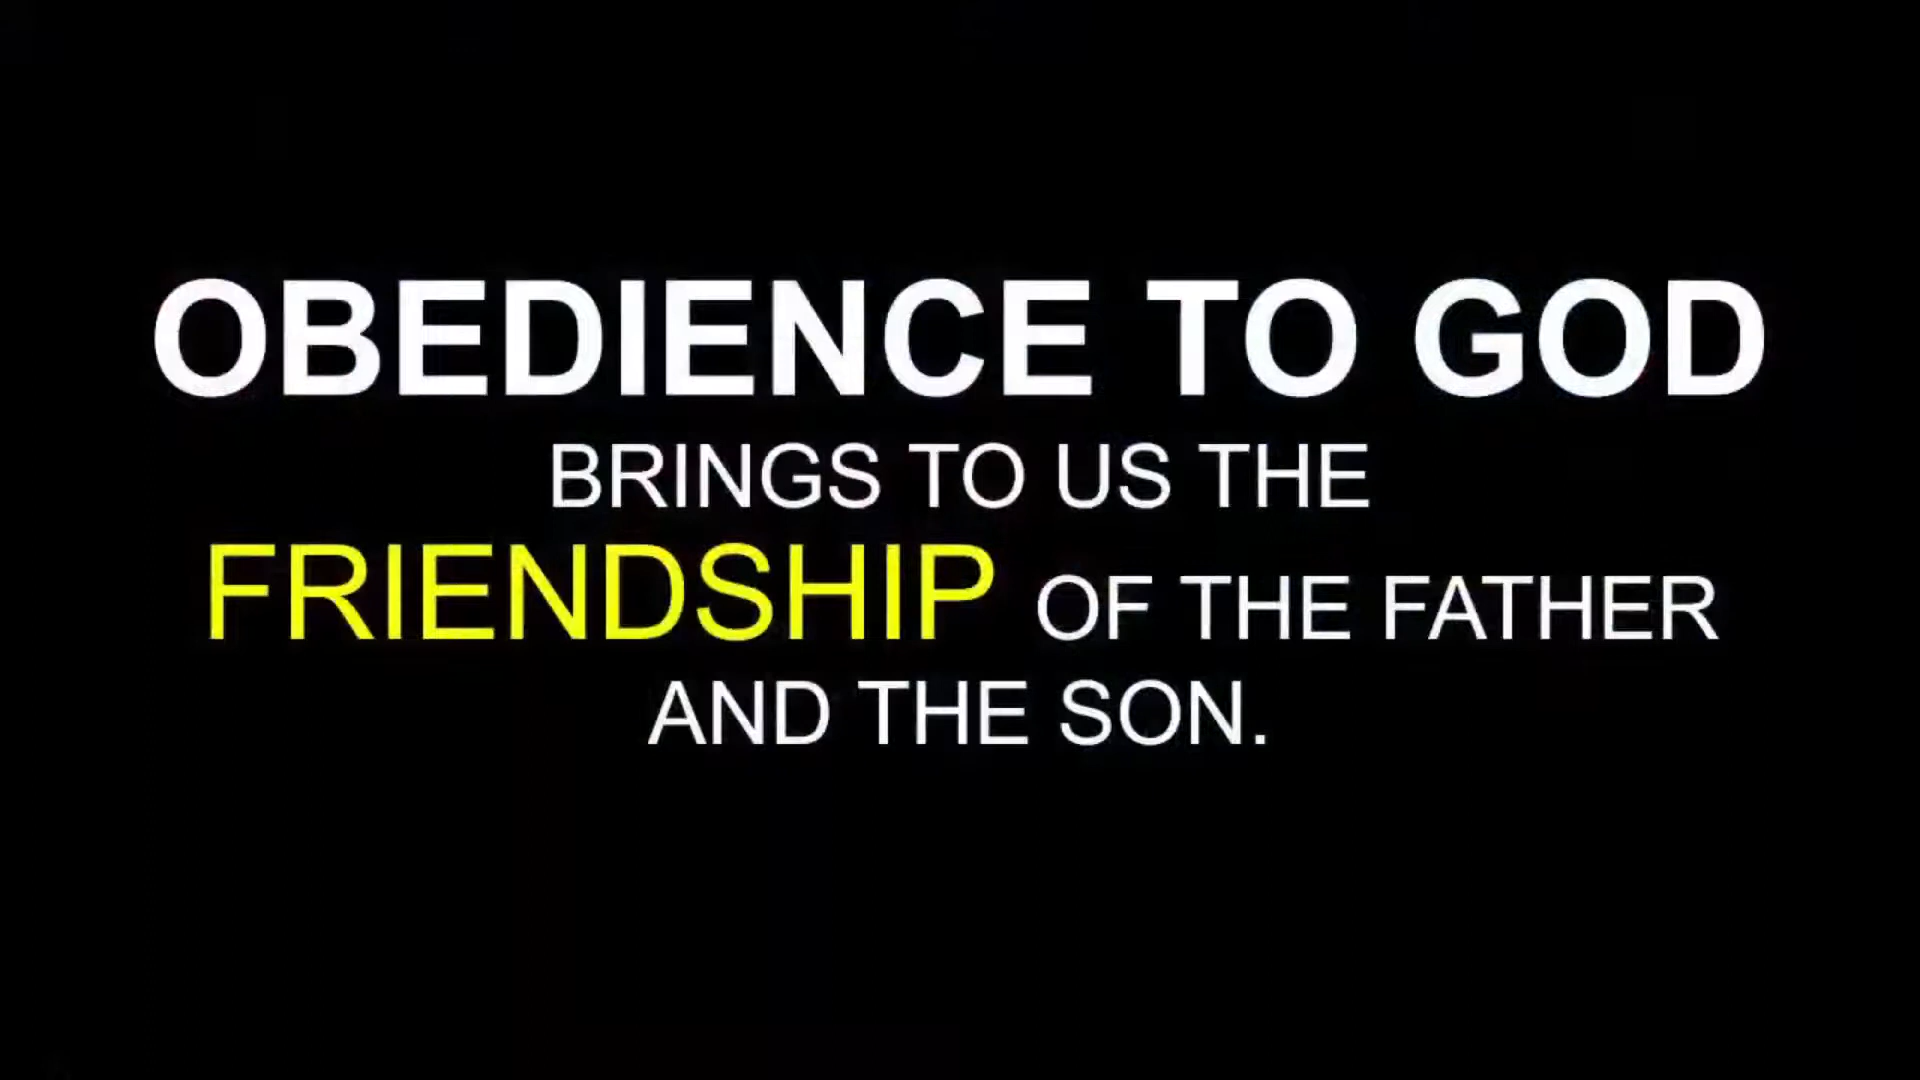 OBEDIENCE TO GOD
BRINGS TO US THE
FRIENDSHIP OF THE FATHER
AND THE SON.